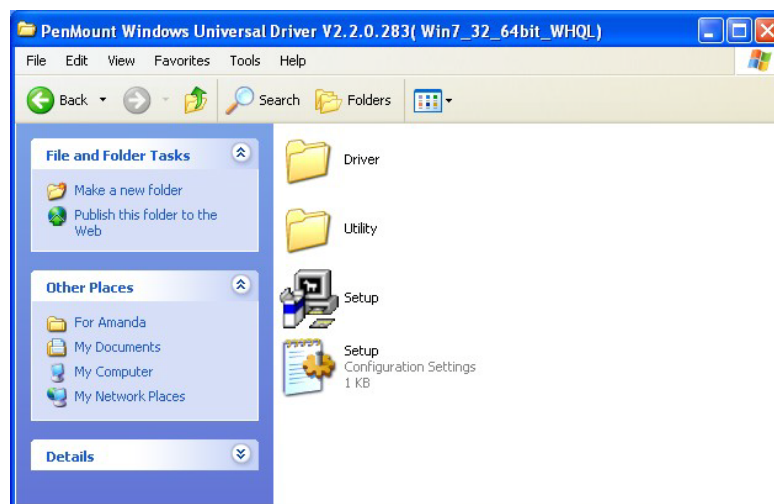 PenMount Windows Universal Driver V2.2.0.283( Win7_32_64bit_WHQL)
File Edit View Favorites Tools Help
Back Search Folders
File and Folder Tasks
Make a new folder
Publish this folder to the
Web
Other Places
For Amanda
My Documents
My Computer
My Network Places
Details
Driver
Utility
Setup
Setup
Configuration Settings
1 KB